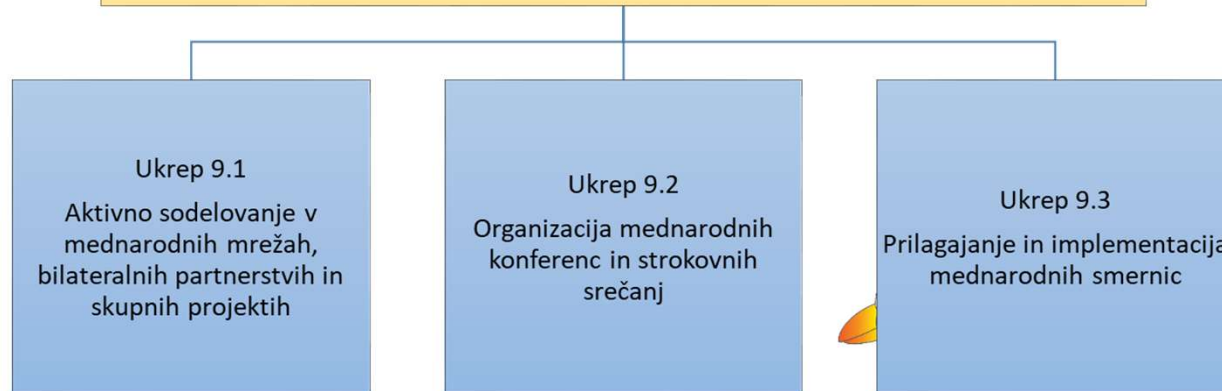 Ukrep 9.1
Aktivno sodelovanje v
mednarodnih mrežah,
bilateralnih partnerstvih in
skupnih projektih
Ukrep 9.2
Organizacija mednarodnih
konferenc in strokovnih
srečanj
Ukrep 9.3
Prilagajanje in implementacija
mednarodnih smernic